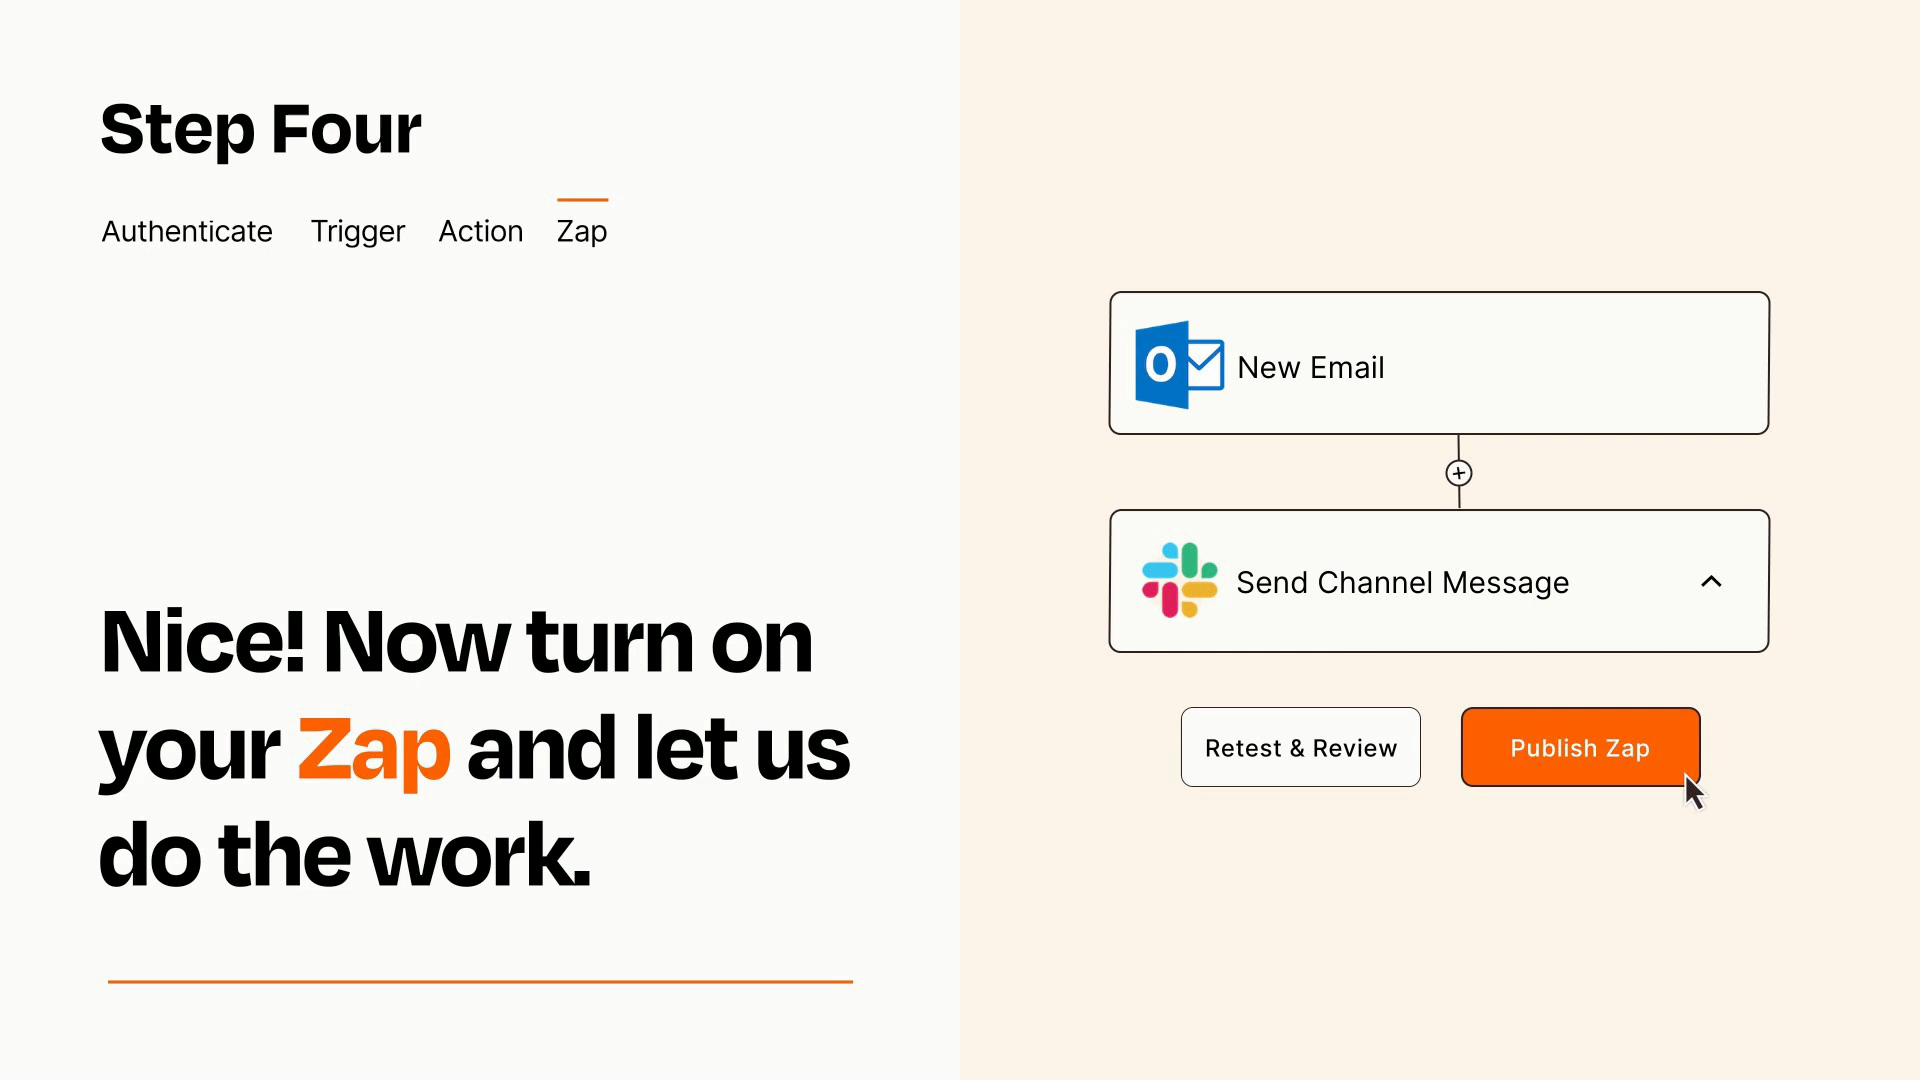 Step Four
Authenticate Trigger Action Zap
Nice! Now turn on
your Zap and let us
do the work.
O New Email
Send Channel Message
Retest & Review
Publish Zap